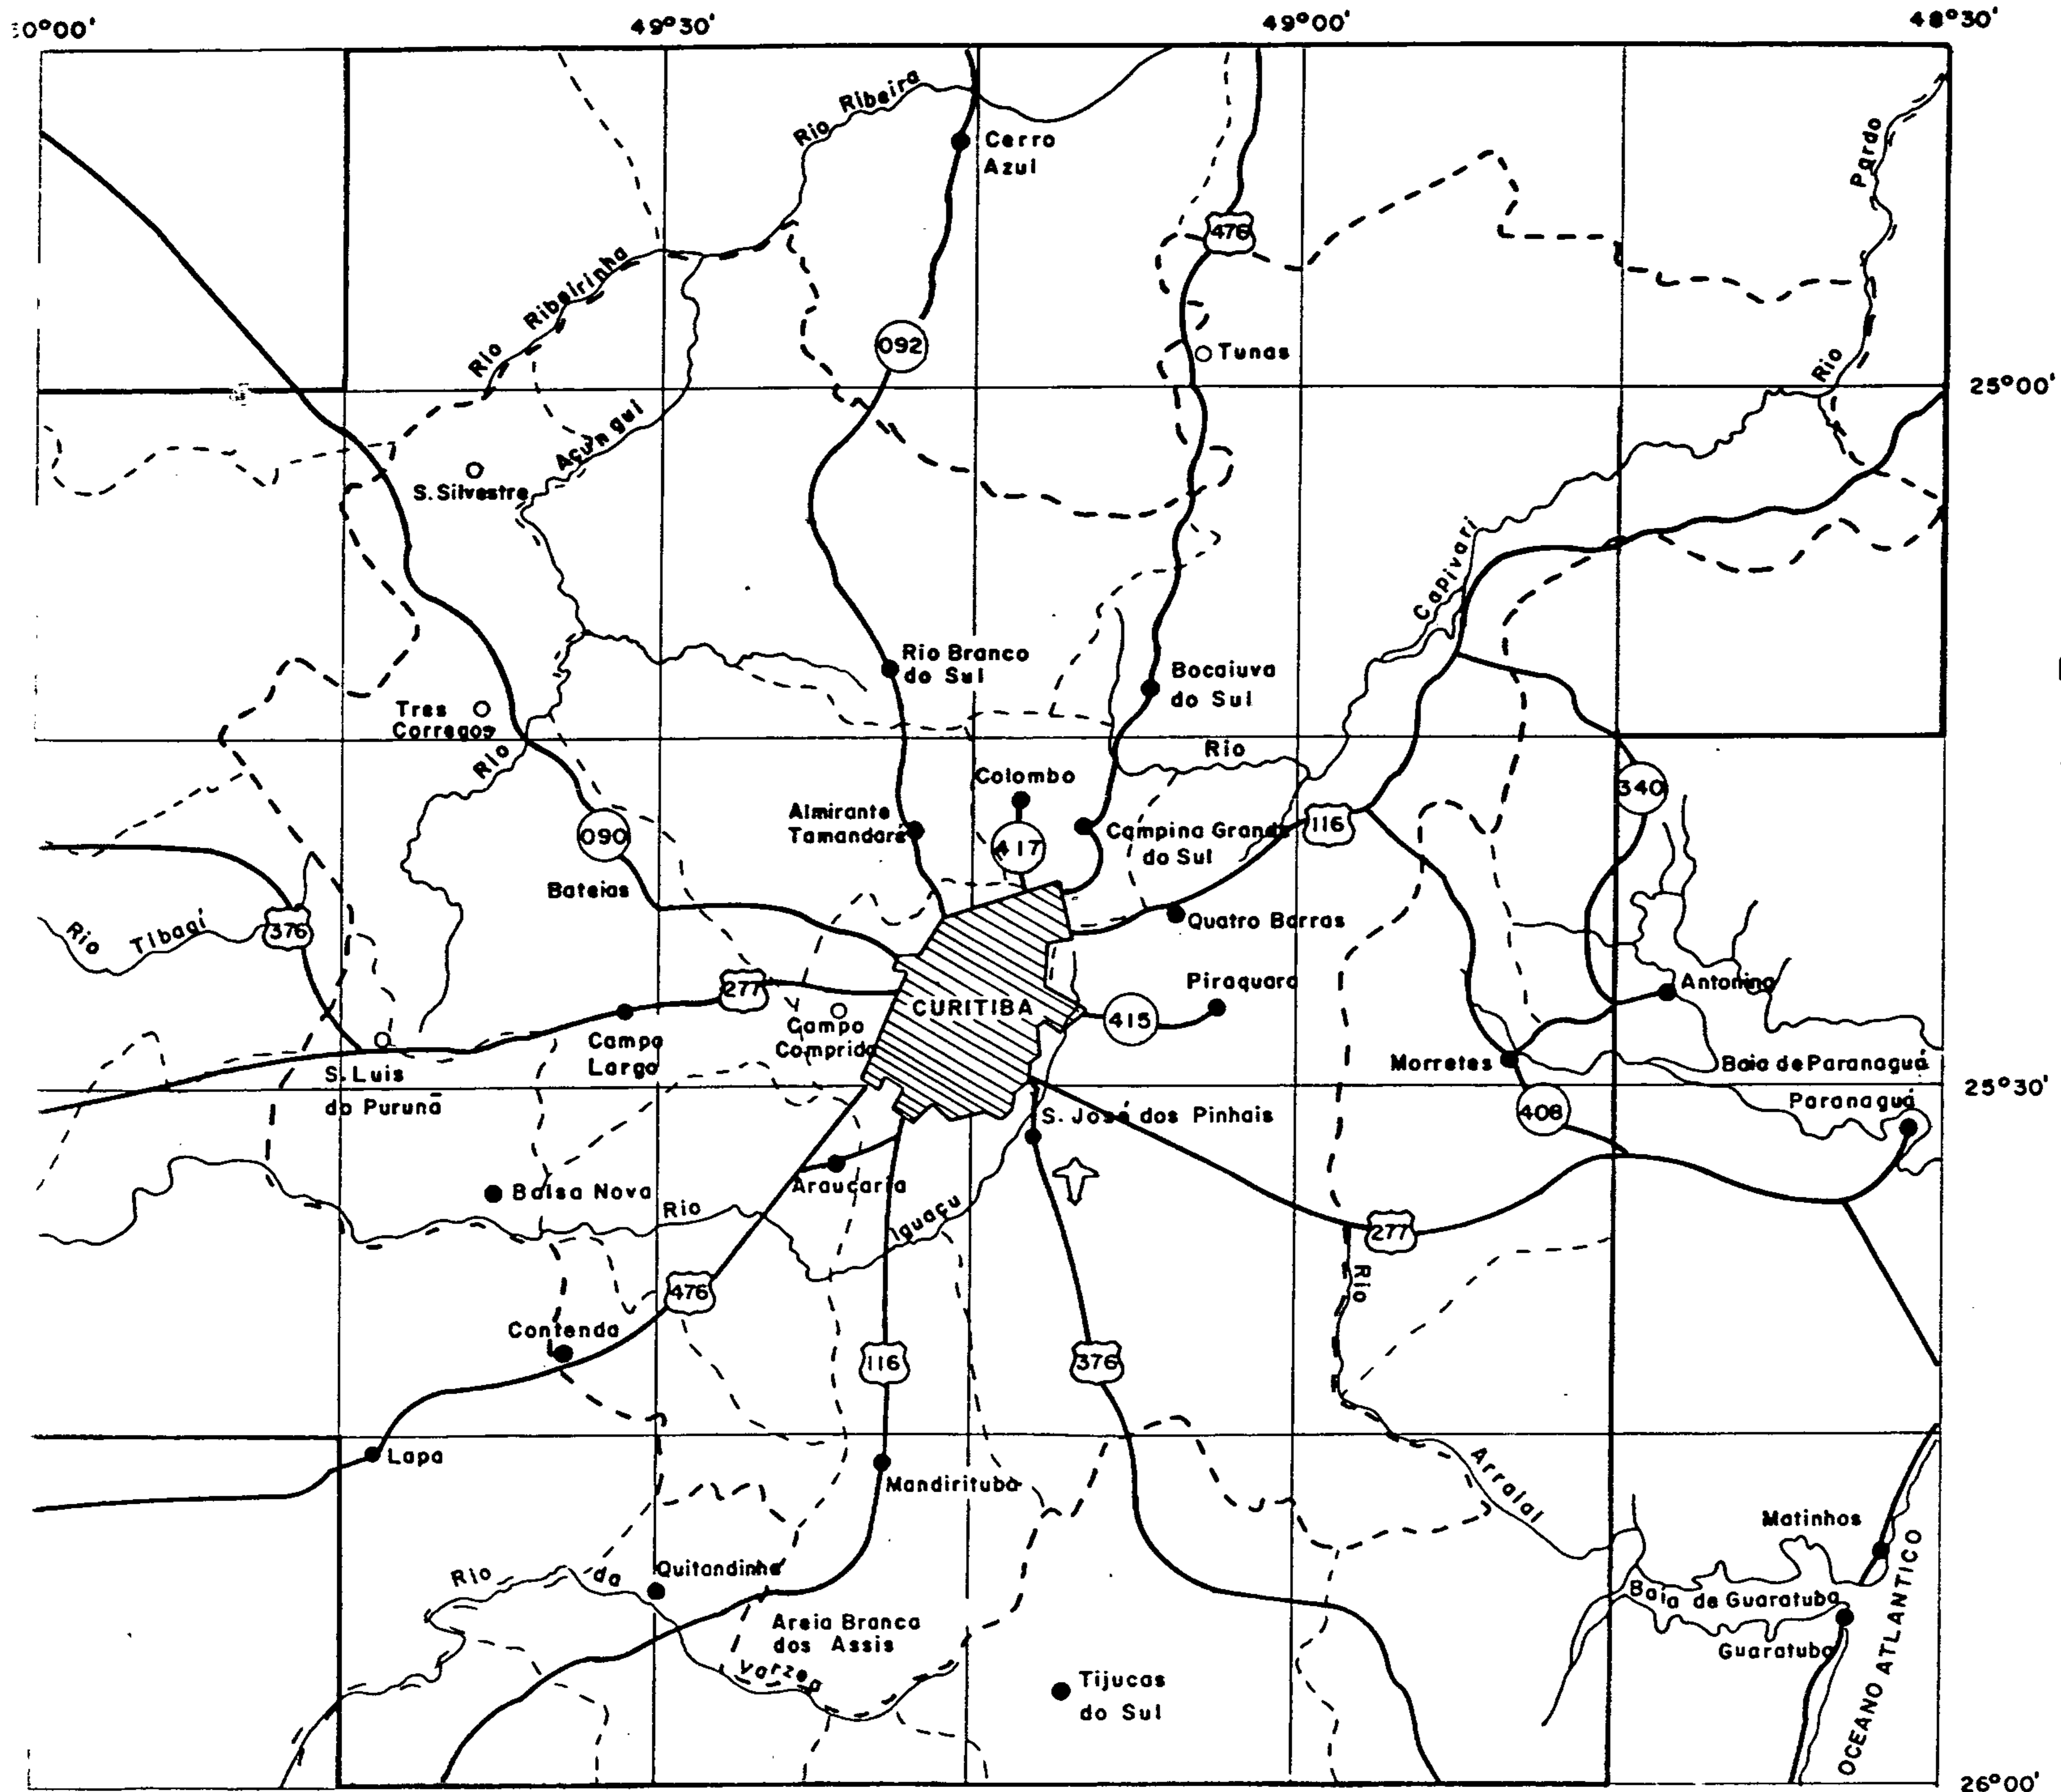 49°30'
49°00'
48°30'
Rio Ribeira
Cerro
Azul
Rio Pardo
476
Rio Ribeirinha
092
Tunas
25°00'
S. Silvestre
Rio Açungui
Rio Capivari
Rio Branco
do Sul
Bocaiuva
do Sul
Tres
Corregos
Colombo
340
Almirante
Tamandaré
417
Campina Grande
do Sul
116
090
Bateias
Rio Tibagi
376
Quatro Barras
277
Piraquara
Antonina
CURITIBA
415
Campo
Comprido
Campo
Largo
S. Luis
do Purunã
Morretes
Baia de Paranaguá
25°30'
Paranaguá
408
S. José dos Pinhais
Araucaria
Balsa Nova
Rio Iguaçu
277
476
Contenda
116
376
Rio Arraial
Lapa
Mandirituba
Matinhos
Rio da Varzea
Quitandinha
Baia de Guaratuba
Areia Branca
dos Assis
Guaratuba
Tijucas
do Sul
OCEANO ATLANTICO
26°00'